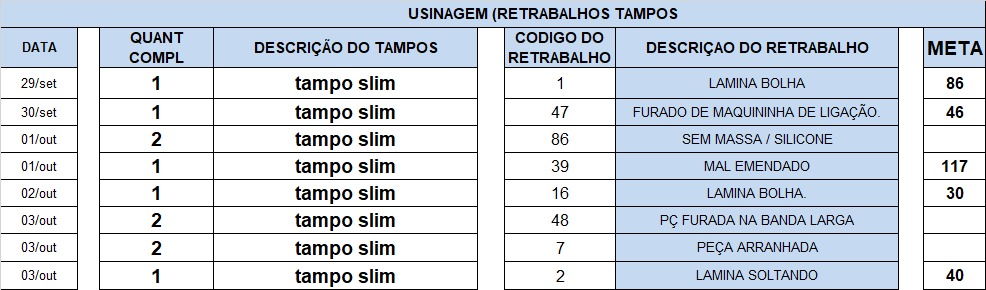 USINAGEM (RETRABALHOS TAMPOS
DATA QUANT COMPL DESCRIÇÃO DO TAMPOS CODIGO DO RETRABALHO DESCRIÇAO DO RETRABALHO META
29/set 1 tampo slim 1 LAMINA BOLHA 86
30/set 1 tampo slim 47 FURADO DE MAQUININHA DE LIGAÇÃO. 46
01/out 2 tampo slim 86 SEM MASSA / SILICONE
01/out 1 tampo slim 39 MAL EMENDADO 117
02/out 1 tampo slim 16 LAMINA BOLHA. 30
03/out 2 tampo slim 48 PÇ FURADA NA BANDA LARGA
03/out 2 tampo slim 7 PEÇA ARRANHADA
03/out 1 tampo slim 2 LAMINA SOLTANDO 40